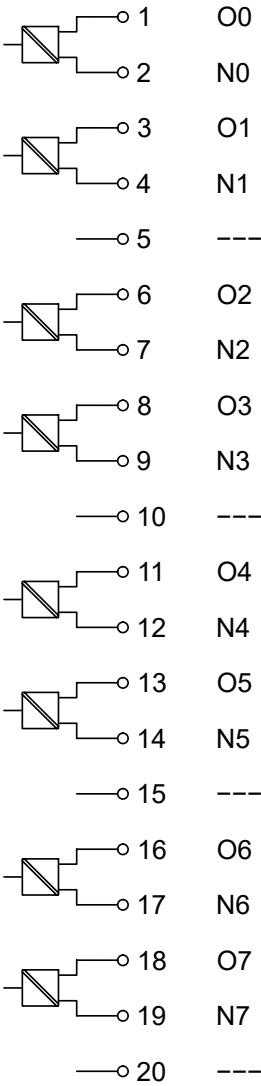 1 O0
2 N0
3 O1
4 N1
5 ---
6 O2
7 N2
8 O3
9 N3
10 ---
11 O4
12 N4
13 O5
14 N5
15 ---
16 O6
17 N6
18 O7
19 N7
20 ---